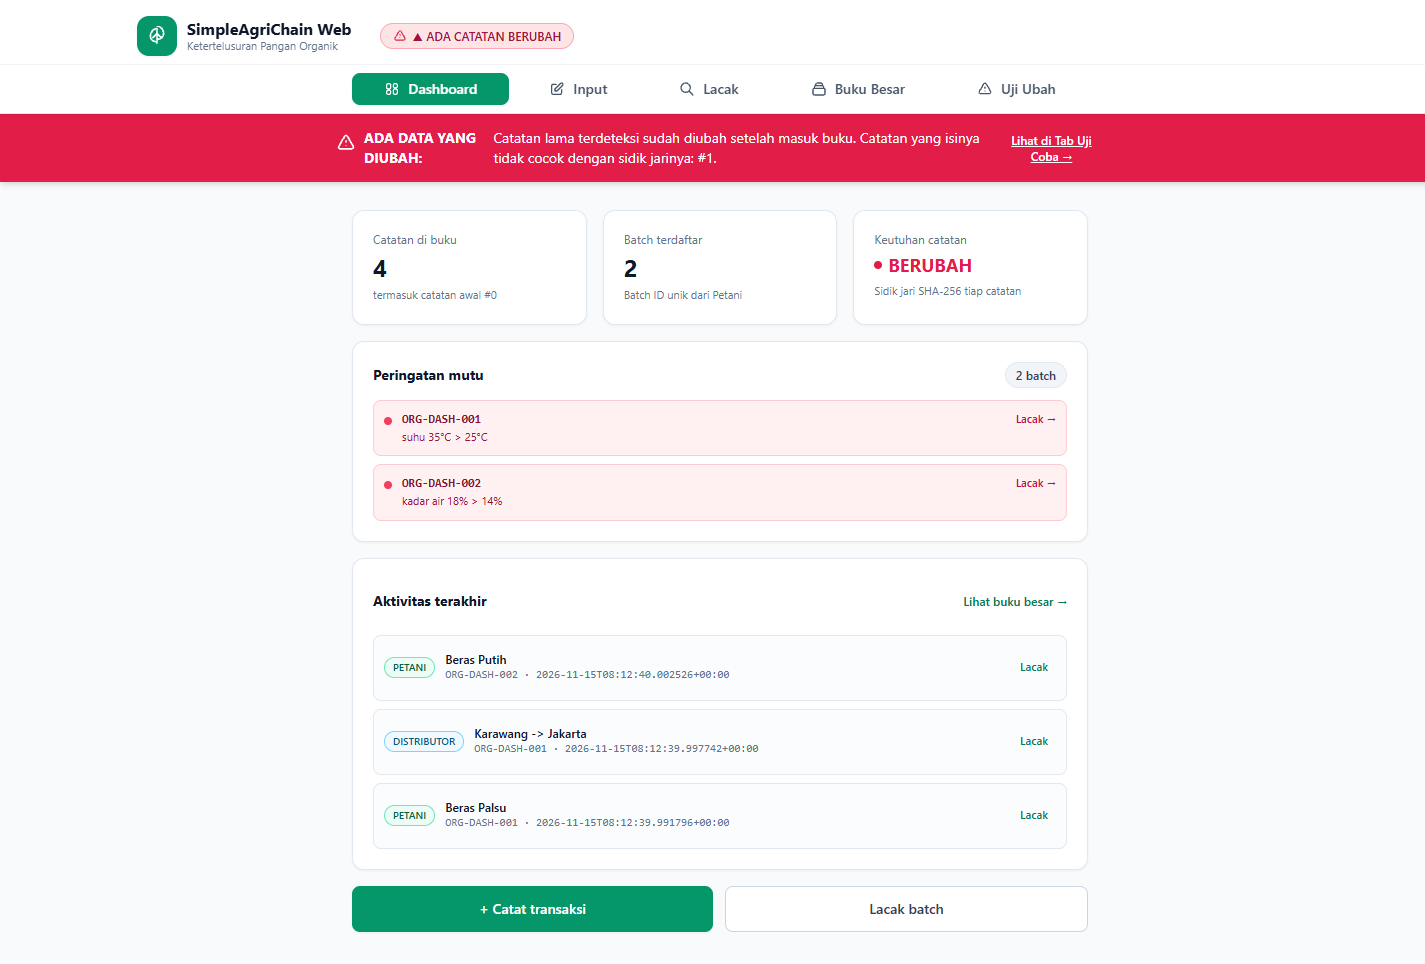 SimpleAgriChain Web
Ketertelusuran Pangan Organik
▲ ADA CATATAN BERUBAH
Dashboard
Input
Lacak
Buku Besar
Uji Ubah
ADA DATA YANG
DIUBAH:
Catatan lama terdeteksi sudah diubah setelah masuk buku. Catatan yang isinya
tidak cocok dengan sidik jarinya: #1.
Lihat di Tab Uji
Coba →
Catatan di buku
4
termasuk catatan awal #0
Batch terdaftar
2
Batch ID unik dari Petani
Keutuhan catatan
BERUBAH
Sidik jari SHA-256 tiap catatan
Peringatan mutu
2 batch
ORG-DASH-001
Lacak →
suhu 35°C > 25°C
ORG-DASH-002
Lacak →
kadar air 18% > 14%
Aktivitas terakhir
Lihat buku besar →
PETANI
Beras Putih
ORG-DASH-002 · 2026-11-15T08:12:40.002526+00:00
Lacak
DISTRIBUTOR
Karawang -> Jakarta
ORG-DASH-001 · 2026-11-15T08:12:39.997742+00:00
Lacak
PETANI
Beras Palsu
ORG-DASH-001 · 2026-11-15T08:12:39.991796+00:00
Lacak
+ Catat transaksi
Lacak batch